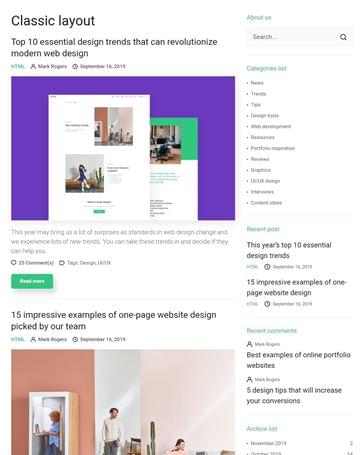 Classic layout
Top 10 essential design trends that can revolutionize
modern web design
HTML Mark Rogers September 16, 2019
This year may bring us a lot of surprises as standards in web design change and
we experience lots of new trends. You can take these trends in and decide if they
can help you.
25 Comment(s) Tags: Design, UI/UX
Read more
15 impressive examples of one-page website design
picked by our team
HTML Mark Rogers September 16, 2019
About us
Search...
Categories list
News
Trends
Tips
Design tools
Web development
Resources
Portfolio inspiration
Reviews
Graphics
UI/UX design
Interviews
Content ideas
Recent post
This year's top 10 essential
design trends
HTML September 16, 2019
15 impressive examples of one-
page website design
HTML September 16, 2019
Recent comments
Mark Rogers
Best examples of online portfolio
websites
Mark Rogers
5 design tips that will increase
your conversions
Archive list
November 2019 2
October 2019